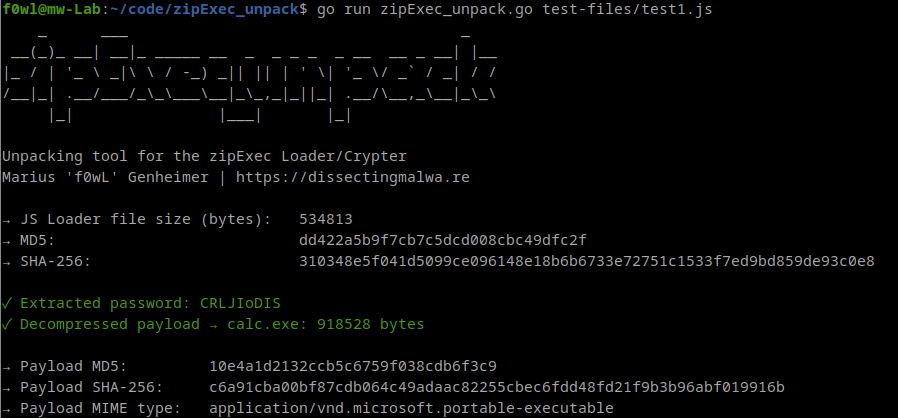 f0wl@mw-Lab:~/code/zipExec_unpack$ go run zipExec_unpack.go test-files/test1.js
zipExec_unpack
Unpacking tool for the zipExec Loader/Crypter
Marius 'f0wL' Genheimer | https://dissectingmalwa.re
→ JS Loader file size (bytes): 534813
→ MD5: dd422a5b9f7cb7c5dcd008cbc49dfc2f
→ SHA-256: 310348e5f041d5099ce096148e18b6b6733e72751c1533f7ed9bd859de93c0e8
✓ Extracted password: CRLJIoDIS
✓ Decompressed payload → calc.exe: 918528 bytes
→ Payload MD5: 10e4a1d2132ccb5c6759f038cdb6f3c9
→ Payload SHA-256: c6a91cba00bf87cdb064c49adaac82255cbec6fdd48fd21f9b3b96abf019916b
→ Payload MIME type: application/vnd.microsoft.portable-executable